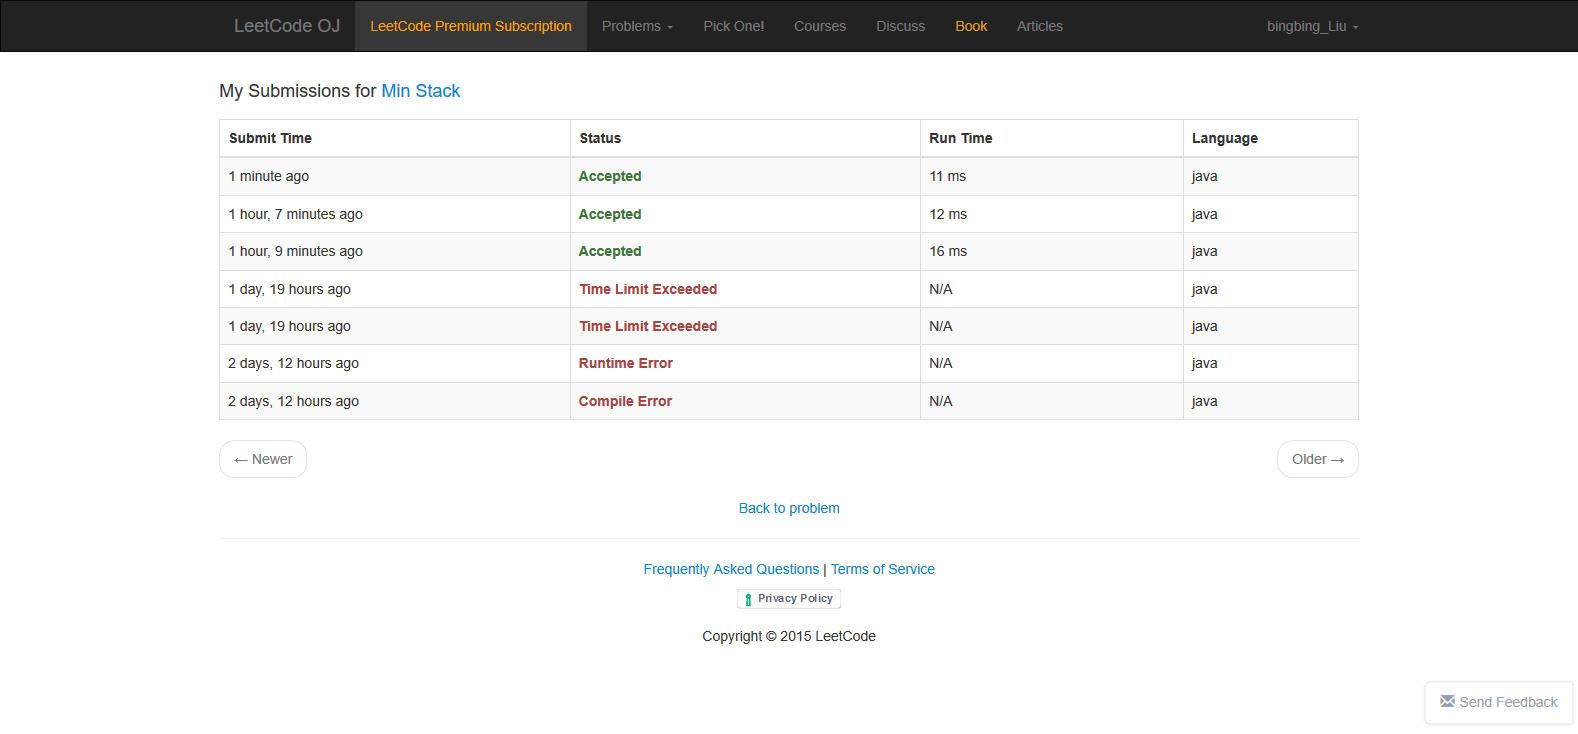 LeetCode OJ LeetCode Premium Subscription Problems Pick One! Courses Discuss Book Articles bingbing_Liu
My Submissions for Min Stack
Submit Time Status Run Time Language
1 minute ago Accepted 11 ms java
1 hour, 7 minutes ago Accepted 12 ms java
1 hour, 9 minutes ago Accepted 16 ms java
1 day, 19 hours ago Time Limit Exceeded N/A java
1 day, 19 hours ago Time Limit Exceeded N/A java
2 days, 12 hours ago Runtime Error N/A java
2 days, 12 hours ago Compile Error N/A java
← Newer Older →
Back to problem
Frequently Asked Questions | Terms of Service
Privacy Policy
Copyright © 2015 LeetCode
Send Feedback